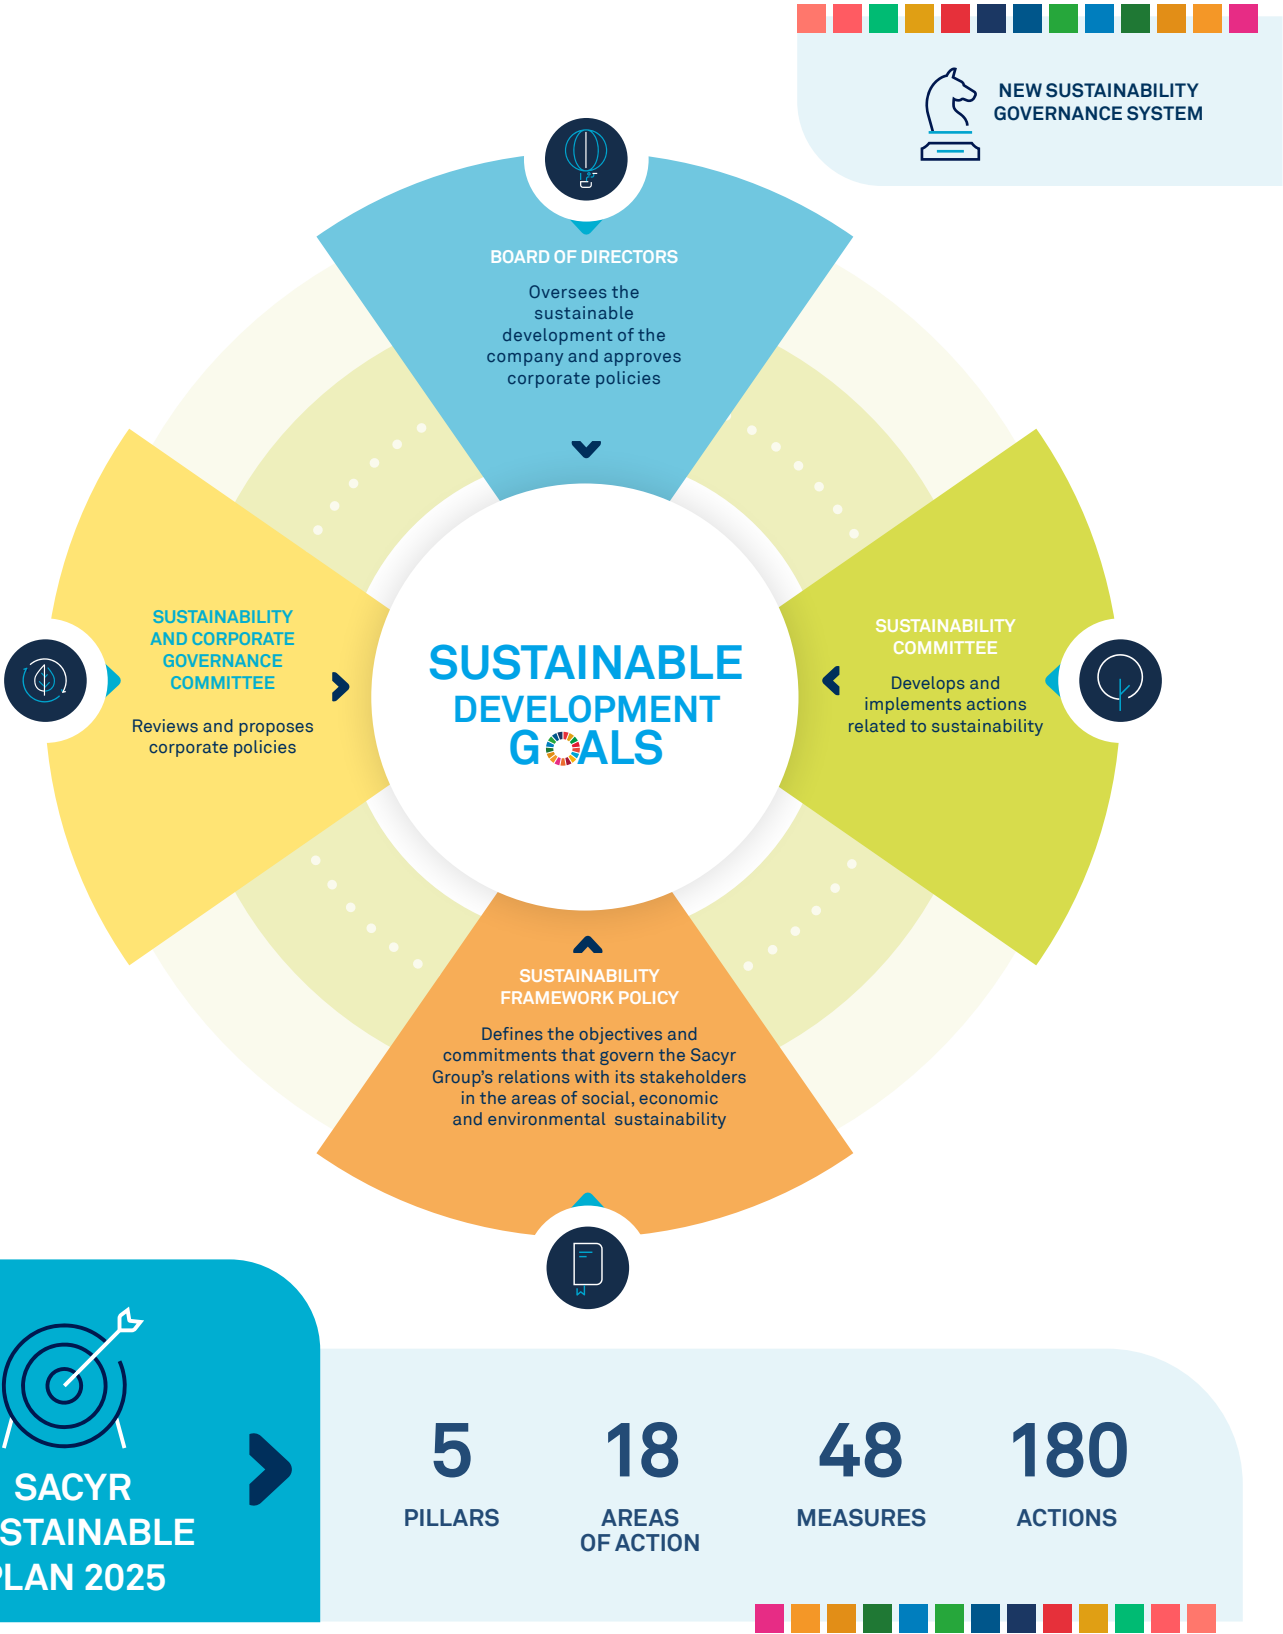 NEW SUSTAINABILITY
GOVERNANCE SYSTEM
BOARD OF DIRECTORS
Oversees the
sustainable
development of the
company and approves
corporate policies
SUSTAINABILITY
AND CORPORATE
GOVERNANCE
COMMITTEE
Reviews and proposes
corporate policies
SUSTAINABLE
DEVELOPMENT
GOALS
SUSTAINABILITY
COMMITTEE
Develops and
implements actions
related to sustainability
SUSTAINABILITY
FRAMEWORK POLICY
Defines the objectives and
commitments that govern the Sacyr
Group’s relations with its stakeholders
in the areas of social, economic
and environmental sustainability
SACYR
STAINABLE
LAN 2025
5
PILLARS
18
AREAS
OF ACTION
48
MEASURES
180
ACTIONS